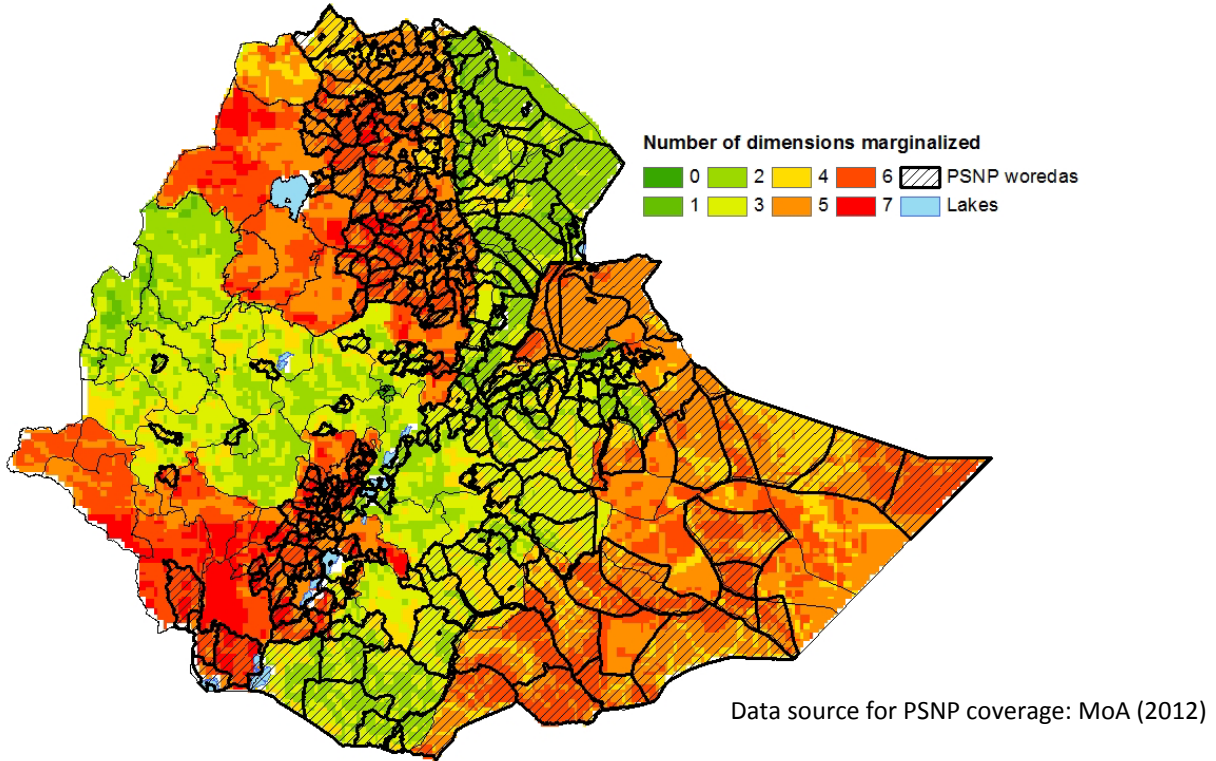 Number of dimensions marginalized
0 2 4 6 PSNP woredas
1 3 5 7 Lakes
Data source for PSNP coverage: MoA (2012)